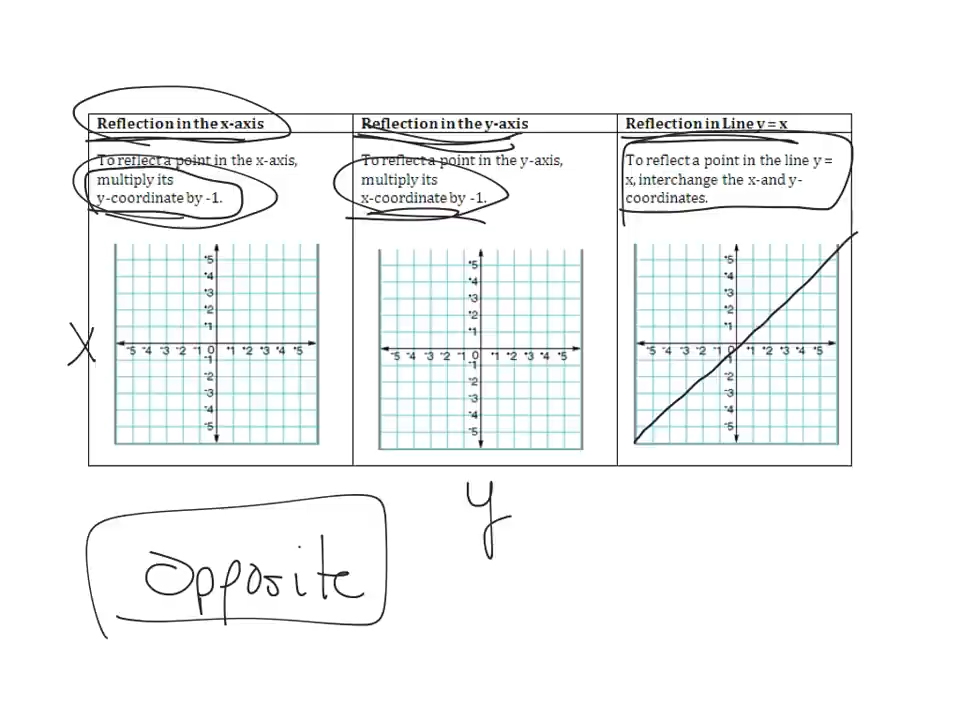 Reflection in the x-axis
Reflection in the y-axis
Reflection in Line y = x
To reflect a point in the x-axis,
multiply its
y-coordinate by -1.
To reflect a point in the y-axis,
multiply its
x-coordinate by -1.
To reflect a point in the line y =
x, interchange the x-and y-
coordinates.
5
4
3
2
1
-5 -4 -3 -2 -1 0 1 2 3 4 5
-1
-2
-3
-4
-5
5
4
3
2
1
-5 -4 -3 -2 -1 0 1 2 3 4 5
-1
-2
-3
-4
-5
5
4
3
2
1
-5 -4 -3 -2 -1 0 1 2 3 4 5
-1
-2
-3
-4
-5
x
y
opposite